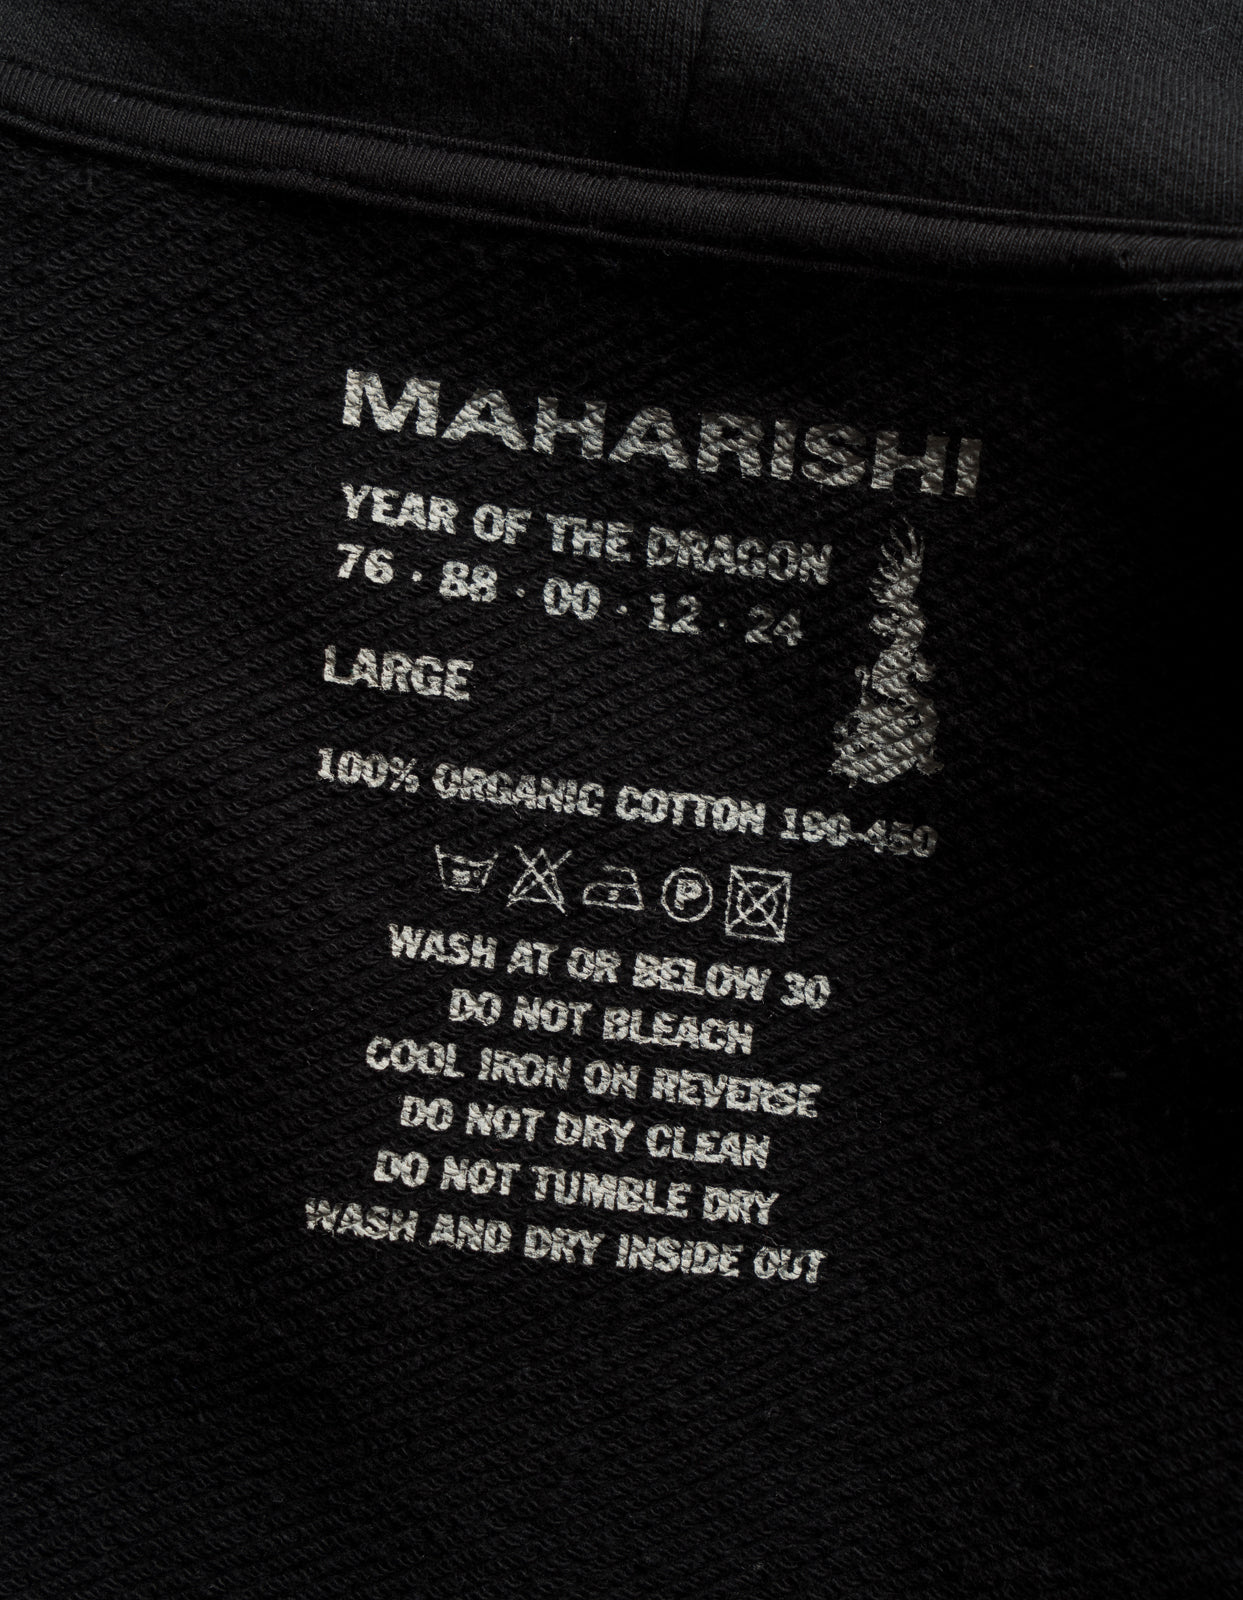 MAHARISHI
YEAR OF THE DRAGON
76 · 88 · 00 · 12 · 24
LARGE
100% ORGANIC COTTON 190-450
P
WASH AT OR BELOW 30
DO NOT BLEACH
COOL IRON ON REVERSE
DO NOT DRY CLEAN
DO NOT TUMBLE DRY
WASH AND DRY INSIDE OUT